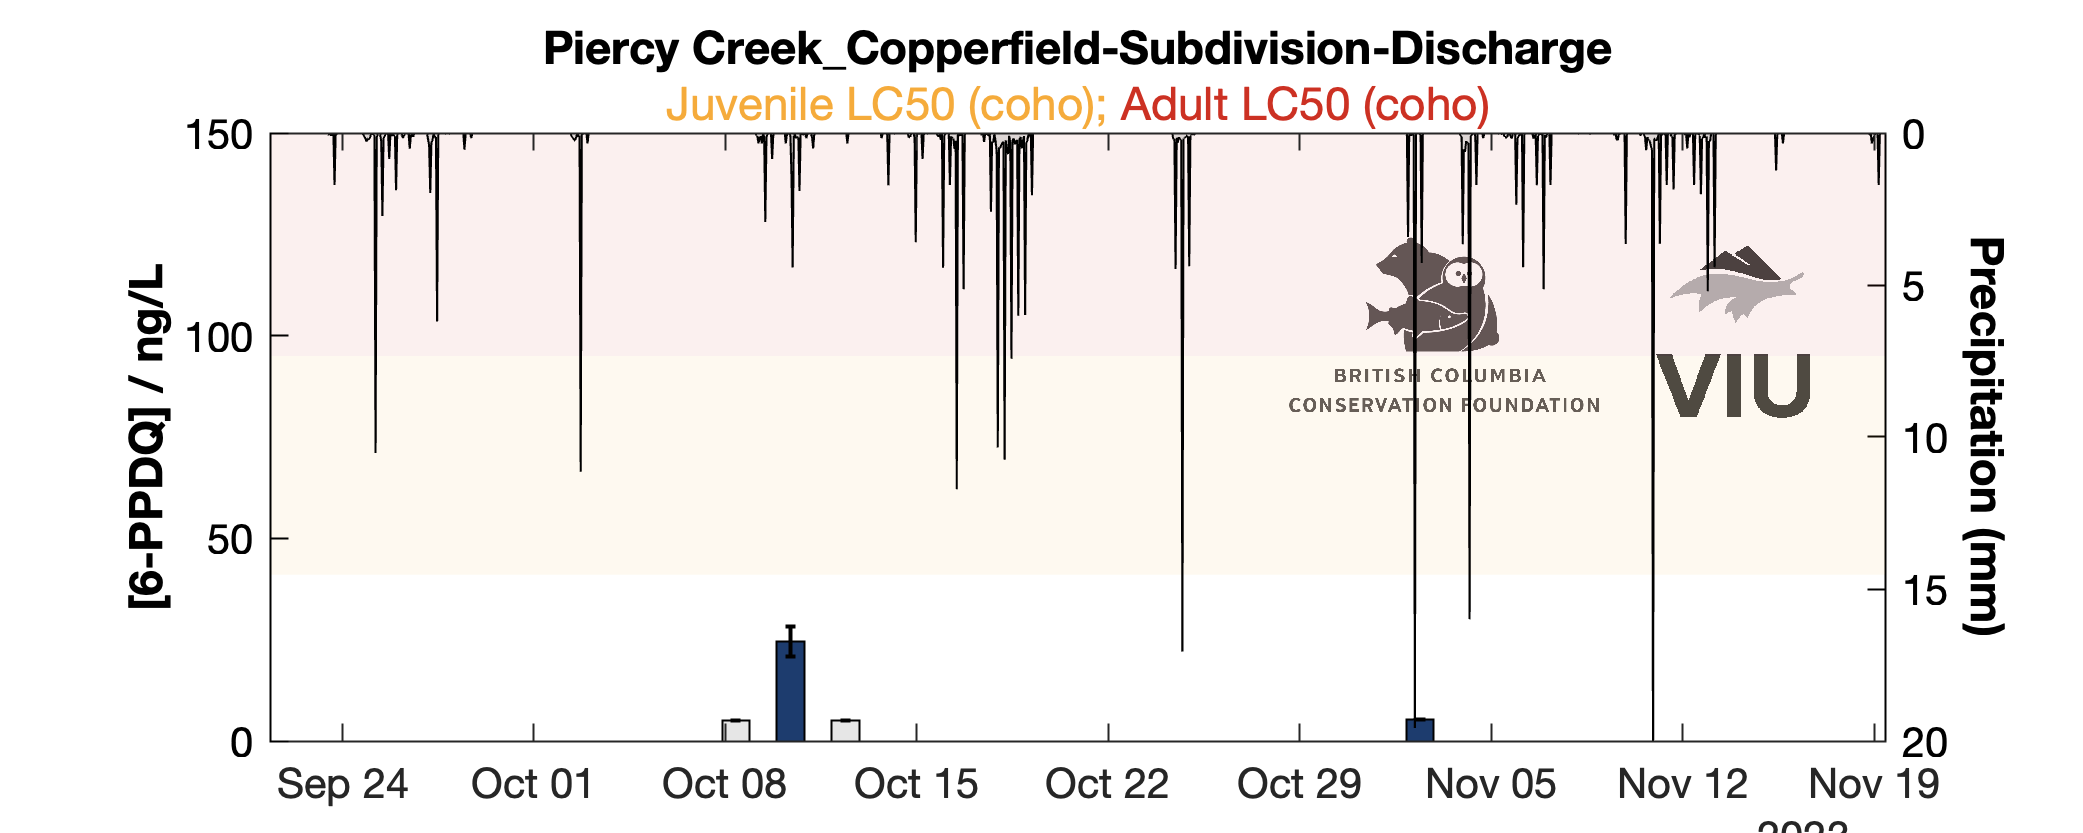 Piercy Creek_Copperfield-Subdivision-Discharge
Juvenile LC50 (coho); Adult LC50 (coho)
150
100
50
0
[6-PPDQ] / ng/L
0
5
10
15
20
Precipitation (mm)
BRITISH COLUMBIA
CONSERVATION FOUNDATION
VIU
Sep 24
Oct 01
Oct 08
Oct 15
Oct 22
Oct 29
Nov 05
Nov 12
Nov 19